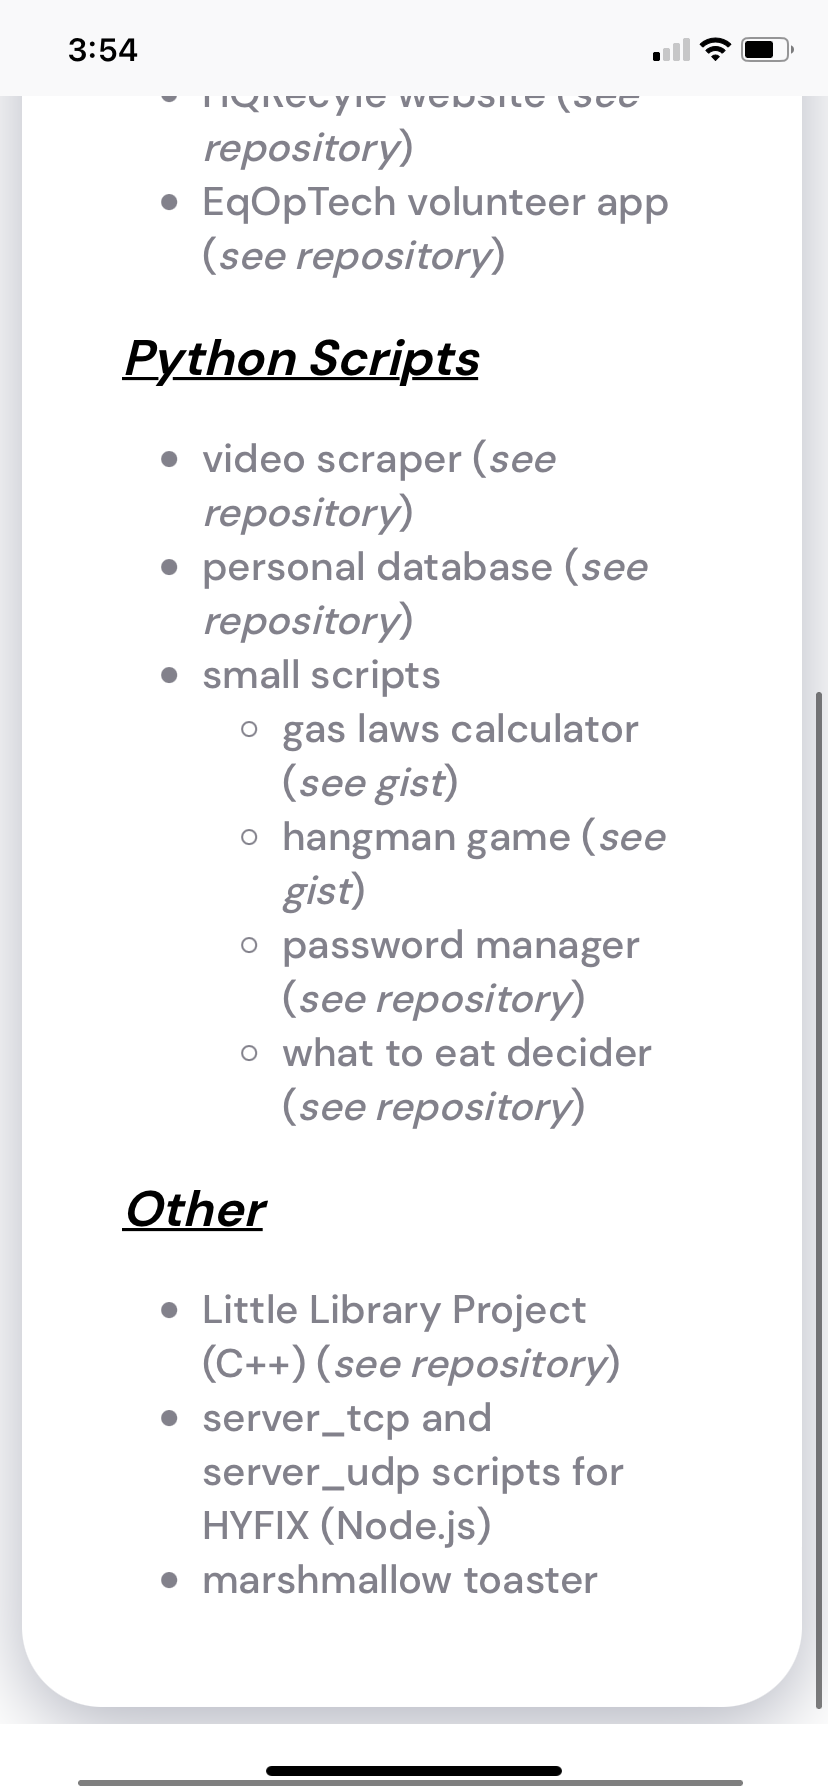 3:54
website (see
repository)
EqOpTech volunteer app
(see repository)
Python Scripts
video scraper (see
repository)
personal database (see
repository)
small scripts
gas laws calculator
(see gist)
hangman game (see
gist)
password manager
(see repository)
what to eat decider
(see repository)
Other
Little Library Project
(C++) (see repository)
server_tcp and
server_udp scripts for
HYFIX (Node.js)
marshmallow toaster